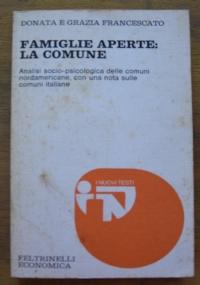 DONATA E GRAZIA FRANCESCATO
FAMIGLIE APERTE:
LA COMUNE
Analisi socio-psicologica delle comuni
nordamericane, con una nota sulle
comuni italiane
I NUOVI TESTI
FELTRINELLI
ECONOMICA